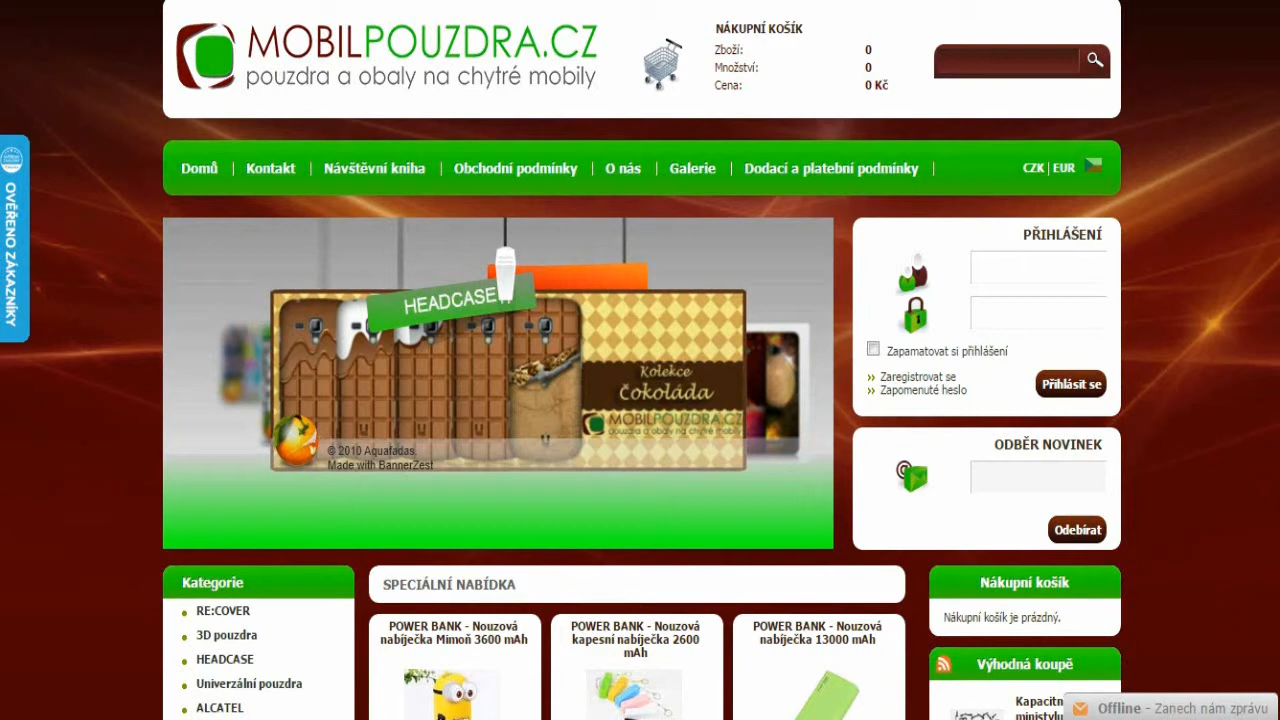 MOBILPOUZDRA.CZ
pouzdra a obaly na chytré mobily
NÁKUPNÍ KOŠÍK
Zboží: 0
Množství: 0
Cena: 0 Kč
OVĚŘENO ZÁKAZNÍKY
Domů | Kontakt | Návštěvní kniha | Obchodní podmínky | O nás | Galerie | Dodací a platební podmínky |
CZK | EUR
HEADCASE
Kolekce
Čokoláda
MOBILPOUZDRA.CZ
pouzdra a obaly na chytré mobily
© 2010 Aquafadas.
Made with BannerZest
PŘIHLÁŠENÍ
Zapamatovat si přihlášení
Zaregistrovat se
Zapomenuté heslo
Přihlásit se
ODBĚR NOVINEK
Odebírat
Kategorie
RE:COVER
3D pouzdra
HEADCASE
Univerzální pouzdra
ALCATEL
SPECIÁLNÍ NABÍDKA
POWER BANK - Nouzová
nabíječka Mimoň 3600 mAh
POWER BANK - Nouzová
kapesní nabíječka 2600
mAh
POWER BANK - Nouzová
nabíječka 13000 mAh
Nákupní košík
Nákupní košík je prázdný.
Výhodná koupě
Kapacitn
ministylu
Offline - Zanech nám zprávu